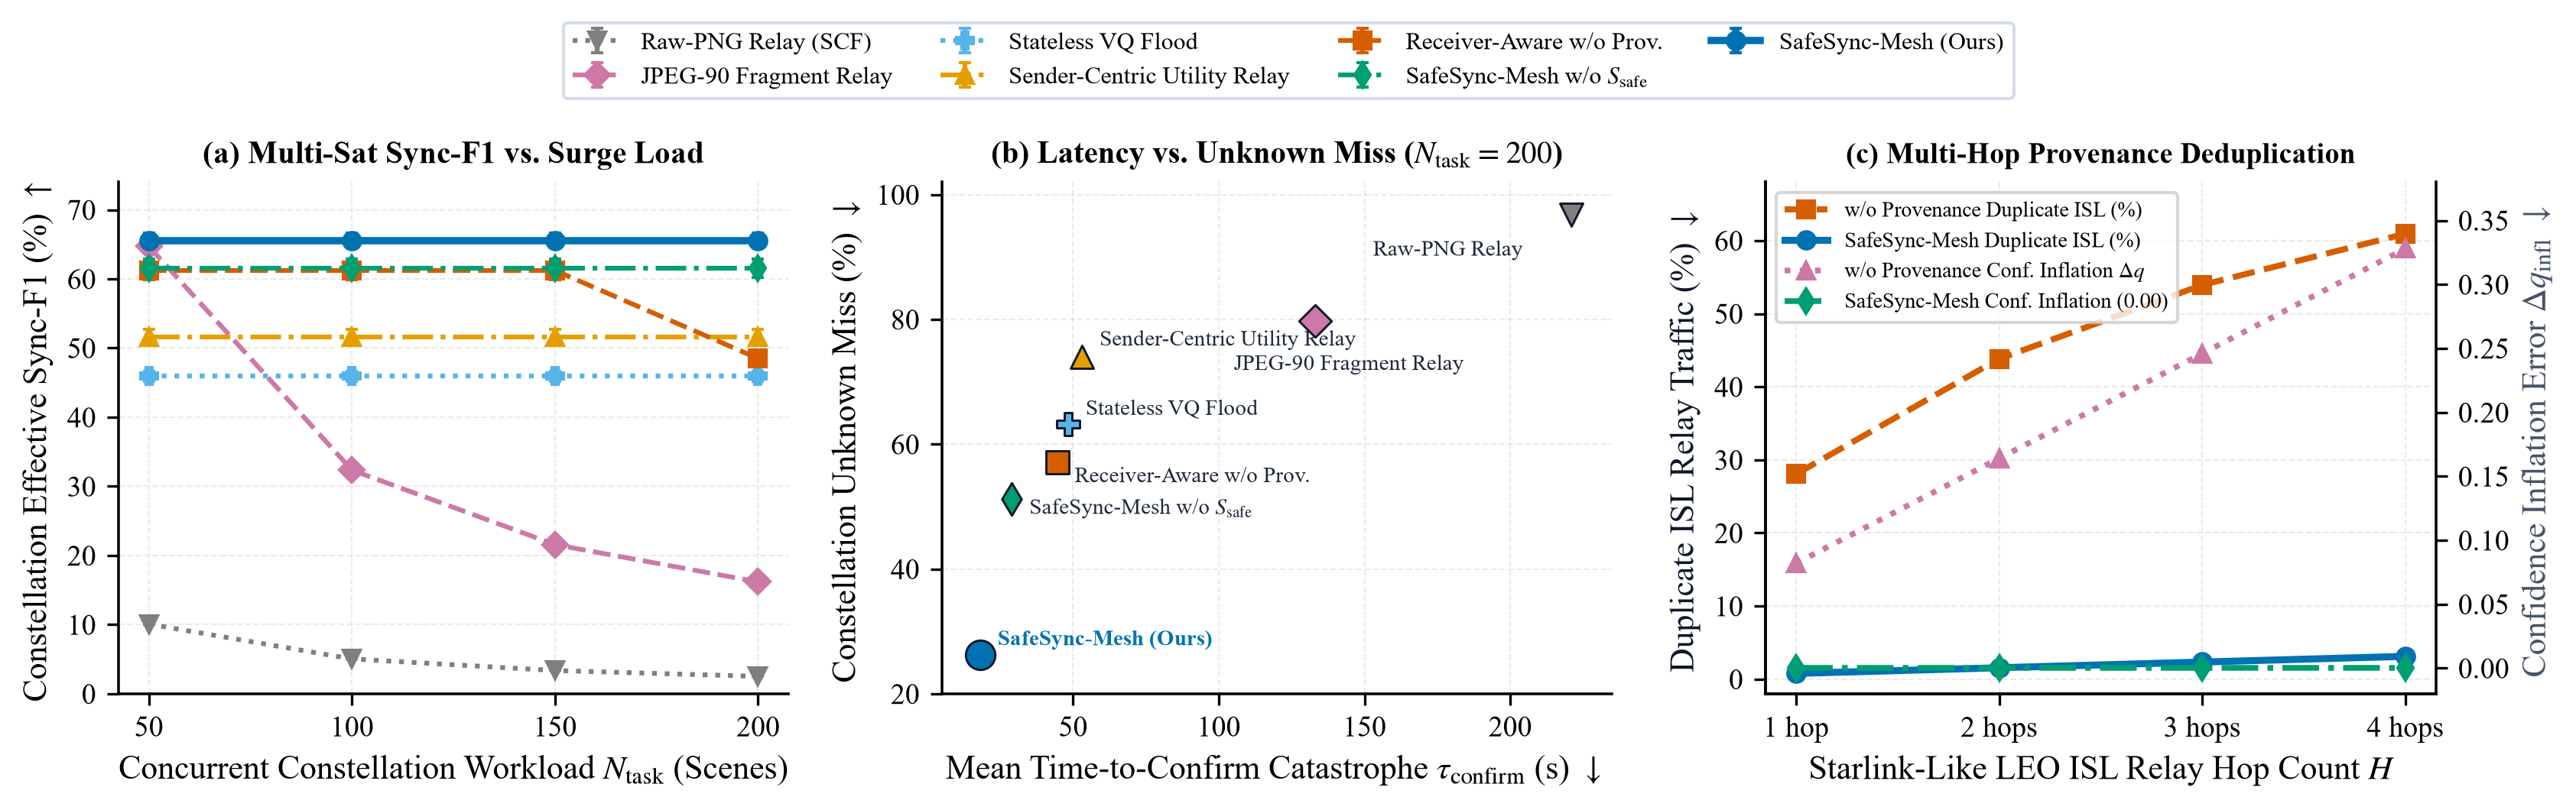 Raw-PNG Relay (SCF)
JPEG-90 Fragment Relay
Stateless VQ Flood
Sender-Centric Utility Relay
Receiver-Aware w/o Prov.
SafeSync-Mesh w/o S_safe
SafeSync-Mesh (Ours)
(a) Multi-Sat Sync-F1 vs. Surge Load
Constellation Effective Sync-F1 (%) ↑
70
60
50
40
30
20
10
0
50 100 150 200
Concurrent Constellation Workload N_task (Scenes)
(b) Latency vs. Unknown Miss (N_task = 200)
Constellation Unknown Miss (%) ↓
100
80
60
40
20
Raw-PNG Relay
Sender-Centric Utility Relay
JPEG-90 Fragment Relay
Stateless VQ Flood
Receiver-Aware w/o Prov.
SafeSync-Mesh w/o S_safe
SafeSync-Mesh (Ours)
50 100 150 200
Mean Time-to-Confirm Catastrophe τ_confirm (s) ↓
(c) Multi-Hop Provenance Deduplication
Duplicate ISL Relay Traffic (%) ↓
60
50
40
30
20
10
0
w/o Provenance Duplicate ISL (%)
SafeSync-Mesh Duplicate ISL (%)
w/o Provenance Conf. Inflation Δq
SafeSync-Mesh Conf. Inflation (0.00)
0.35
0.30
0.25
0.20
0.15
0.10
0.05
0.00
Confidence Inflation Error Δq_infl ↓
1 hop 2 hops 3 hops 4 hops
Starlink-Like LEO ISL Relay Hop Count H